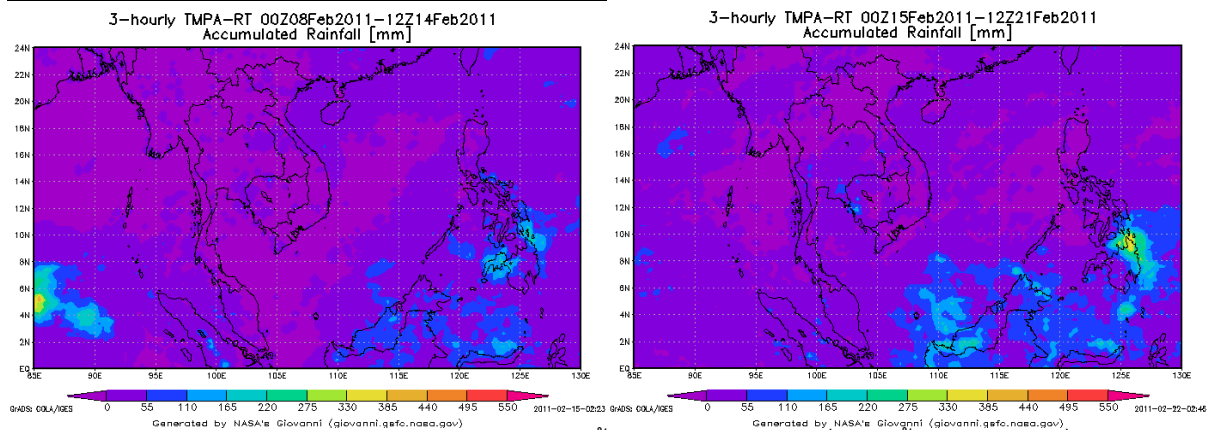 3-hourly TMPA-RT 00Z08Feb2011-12Z14Feb2011
Accumulated Rainfall [mm]
24N
22N
20N
18N
16N
14N
12N
10N
8N
6N
4N
2N
EQ
85E 90E 95E 100E 105E 110E 115E 120E 125E 130E
0 55 110 165 220 275 330 385 440 495 550
GrADS: COLA/IGES 2011-02-15-02:23
Generated by NASA's Giovanni (giovanni.gsfc.nasa.gov)
3-hourly TMPA-RT 00Z15Feb2011-12Z21Feb2011
Accumulated Rainfall [mm]
24N
22N
20N
18N
16N
14N
12N
10N
8N
6N
4N
2N
EQ
85E 90E 95E 100E 105E 110E 115E 120E 125E 130E
0 55 110 165 220 275 330 385 440 495 550
GrADS: COLA/IGES 2011-02-22-02:46
Generated by NASA's Giovanni (giovanni.gsfc.nasa.gov)